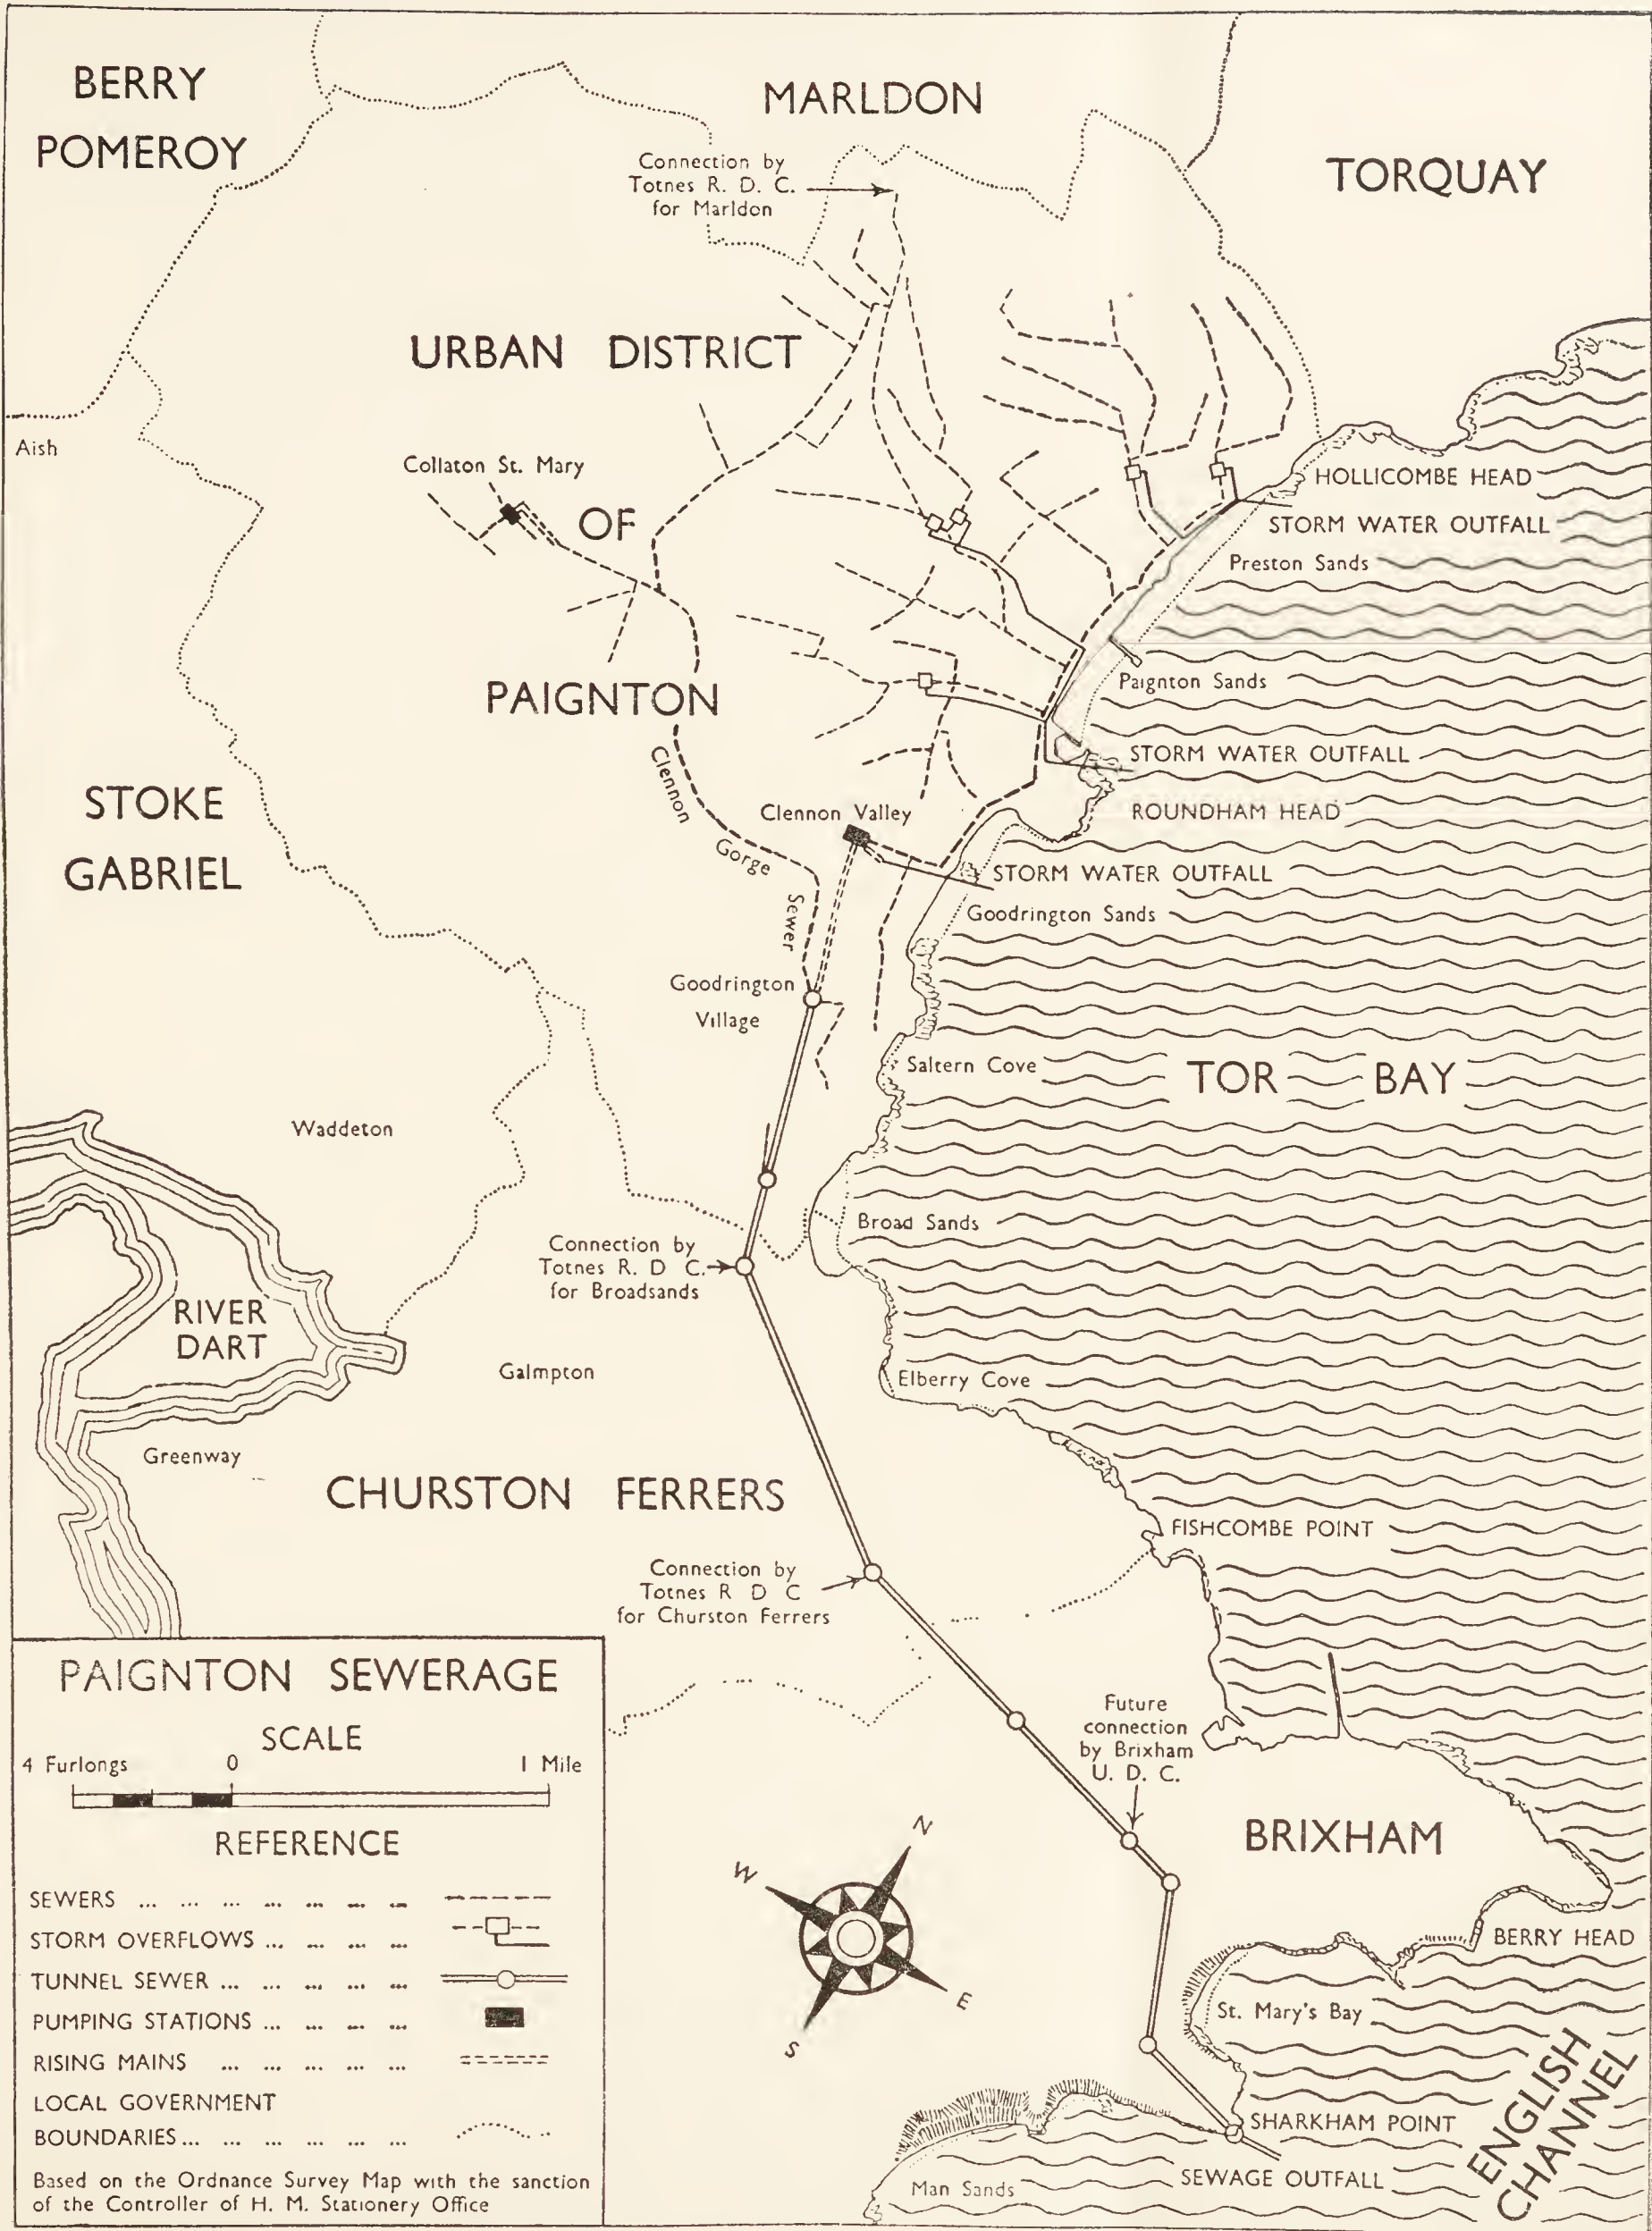 BERRY
POMEROY
MARLDON
TORQUAY
Connection by
Totnes R. D. C.
for Marldon
URBAN DISTRICT
Aish
Collaton St. Mary
OF
HOLLICOMBE HEAD
STORM WATER OUTFALL
Preston Sands
PAIGNTON
Paignton Sands
STORM WATER OUTFALL
Clennon
Gorge
Sewer
STOKE
GABRIEL
Clennon Valley
ROUNDHAM HEAD
STORM WATER OUTFALL
Goodrington Sands
Goodrington
Village
Saltern Cove
TOR BAY
Waddeton
Broad Sands
Connection by
Totnes R. D C.
for Broadsands
RIVER
DART
Galmpton
Elberry Cove
Greenway
CHURSTON FERRERS
FISHCOMBE POINT
Connection by
Totnes R D C
for Churston Ferrers
Future
connection
by Brixham
U. D. C.
BRIXHAM
BERRY HEAD
St. Mary's Bay
ENGLISH
CHANNEL
SHARKHAM POINT
SEWAGE OUTFALL
Man Sands
N
W
E
S
PAIGNTON SEWERAGE
SCALE
4 Furlongs 0 1 Mile
REFERENCE
SEWERS ... ... ... ... ... ... ...
STORM OVERFLOWS ... ... ... ...
TUNNEL SEWER ... ... ... ... ...
PUMPING STATIONS ... ... ... ...
RISING MAINS ... ... ... ... ...
LOCAL GOVERNMENT
BOUNDARIES ... ... ... ... ... ...
Based on the Ordnance Survey Map with the sanction
of the Controller of H. M. Stationery Office